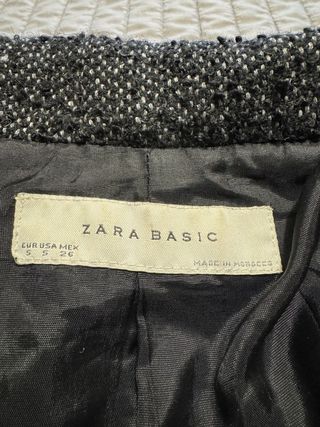 ZARA BASIC
EUR USA MEX
S S 26
MADE IN MOROCCO